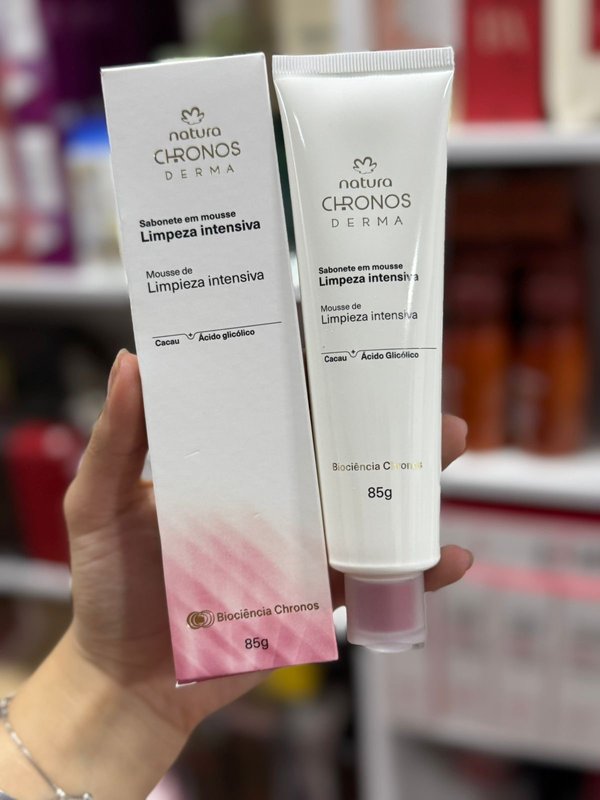 natura
CHRONOS
DERMA
Sabonete em mousse
Limpeza intensiva
Mousse de
Limpieza intensiva
Cacau + Ácido glicólico
Biociência Chronos
85g
natura
CHRONOS
DERMA
Sabonete em mousse
Limpeza intensiva
Mousse de
Limpieza intensiva
Cacau + Ácido Glicólico
Biociência Chronos
85g